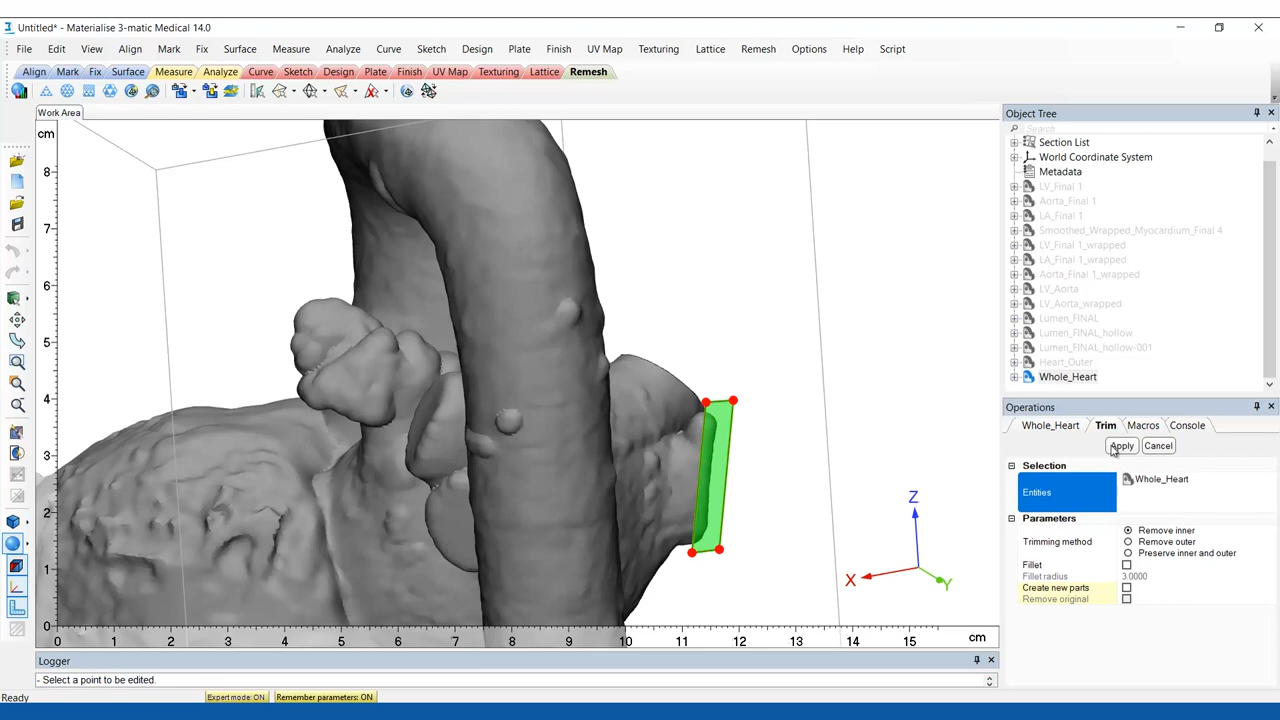 Untitled* - Materialise 3-matic Medical 14.0
File Edit View Align Mark Fix Surface Measure Analyze Curve Sketch Design Plate Finish UV Map Texturing Lattice Remesh Options Help Script
Align Mark Fix Surface Measure Analyze Curve Sketch Design Plate Finish UV Map Texturing Lattice Remesh
Work Area
cm
8
7
6
5
4
3
2
1
0
0 1 2 3 4 5 6 7 8 9 10 11 12 13 14 15 cm
Z
X
Y
Object Tree
Search
Section List
World Coordinate System
Metadata
LV_Final 1
Aorta_Final 1
LA_Final 1
Smoothed_Wrapped_Myocardium_Final 4
LV_Final 1_wrapped
LA_Final 1_wrapped
Aorta_Final 1_wrapped
LV_Aorta
LV_Aorta_wrapped
Lumen_FINAL
Lumen_FINAL_hollow
Lumen_FINAL_hollow-001
Heart_Outer
Whole_Heart
Operations
Whole_Heart Trim Macros Console
Apply Cancel
Selection
Entities Whole_Heart
Parameters
Trimming method Remove inner
Remove outer
Preserve inner and outer
Fillet
Fillet radius 3.0000
Create new parts
Remove original
Logger
- Select a point to be edited.
Ready Expert mode: ON Remember parameters: ON